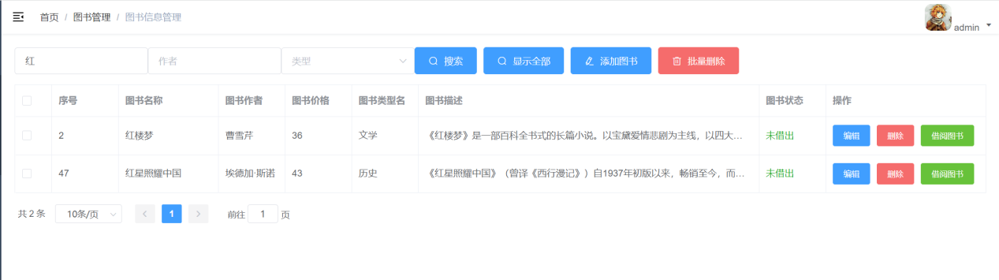 首页 / 图书管理 / 图书信息管理 admin
红 作者 类型 搜索 显示全部 添加图书 批量删除
序号 图书名称 图书作者 图书价格 图书类型名 图书描述 图书状态 操作
2 红楼梦 曹雪芹 36 文学 《红楼梦》是一部百科全书式的长篇小说。以宝黛爱情悲剧为主线，以四大... 未借出 编辑 删除 借阅图书
47 红星照耀中国 埃德加·斯诺 43 历史 《红星照耀中国》（曾译《西行漫记》）自1937年初版以来，畅销至今，而... 未借出 编辑 删除 借阅图书
共 2 条 10条/页 1 前往 1 页